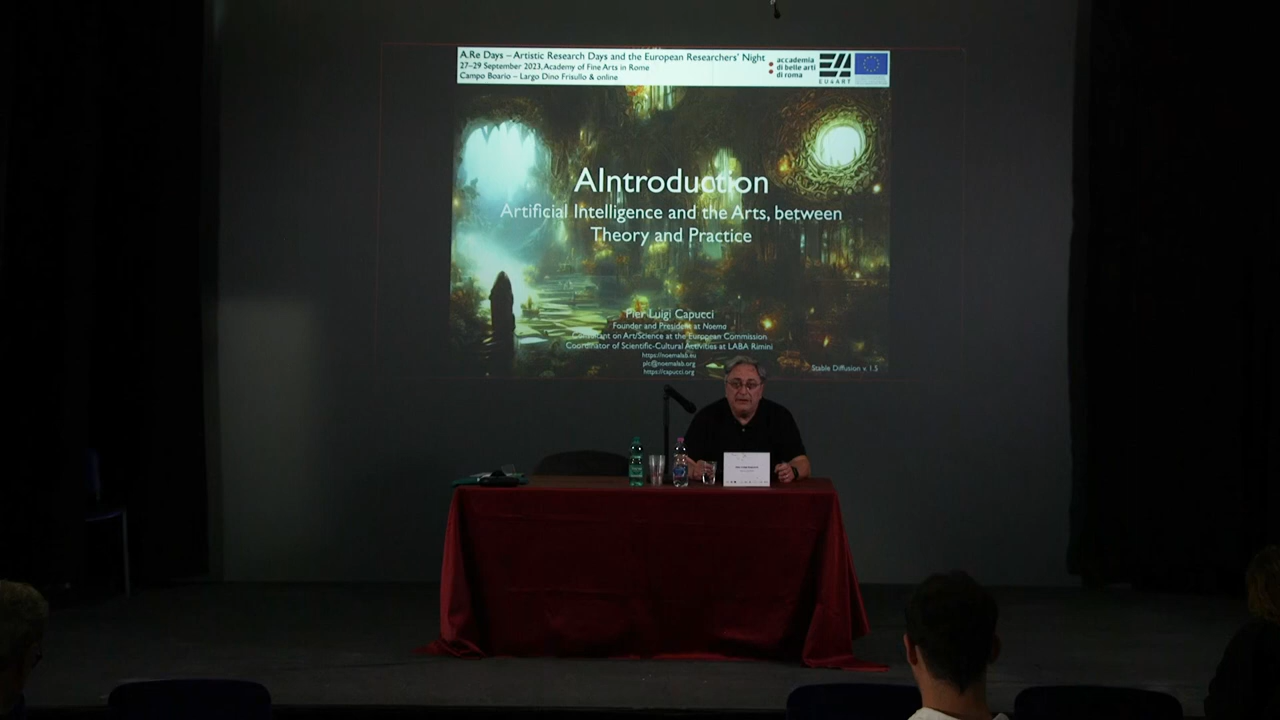 A.Re Days – Artistic Research Days and the European Researchers' Night
27–29 September 2023, Academy of Fine Arts in Rome
Campo Boario – Largo Dino Frisullo & online
accademia
di belle arti
di roma
EU4ART
AIntroduction
Artificial Intelligence and the Arts, between
Theory and Practice
Pier Luigi Capucci
Founder and President at Noema
Consultant on Art/Science at the European Commission
Coordinator of Scientific-Cultural Activities at LABA Rimini
https://noemalab.eu
plc@noemalab.org
https://capucci.org
Stable Diffusion v. 1.5